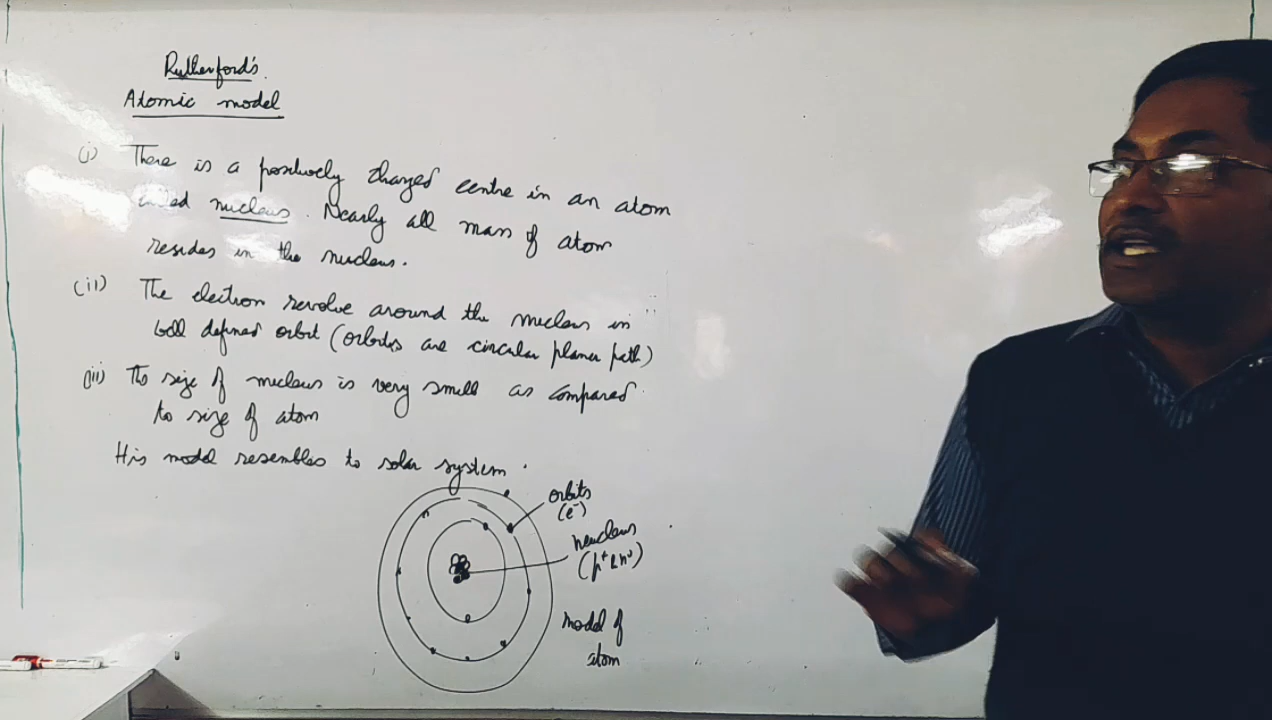 Rutherford's.
Atomic model
(i) There is a positively charged centre in an atom
called nucleus. Nearly all mass of atom
resides in the nucleus.
(ii) The electron revolve around the nucleus in
well defined orbit (orbits are circular planer path)
(iii) The size of nucleus is very small as compared
to size of atom
His model resembles to solar system.
orbits
(e⁻)
neucleus
(p⁺ & n⁰)
Model of
atom